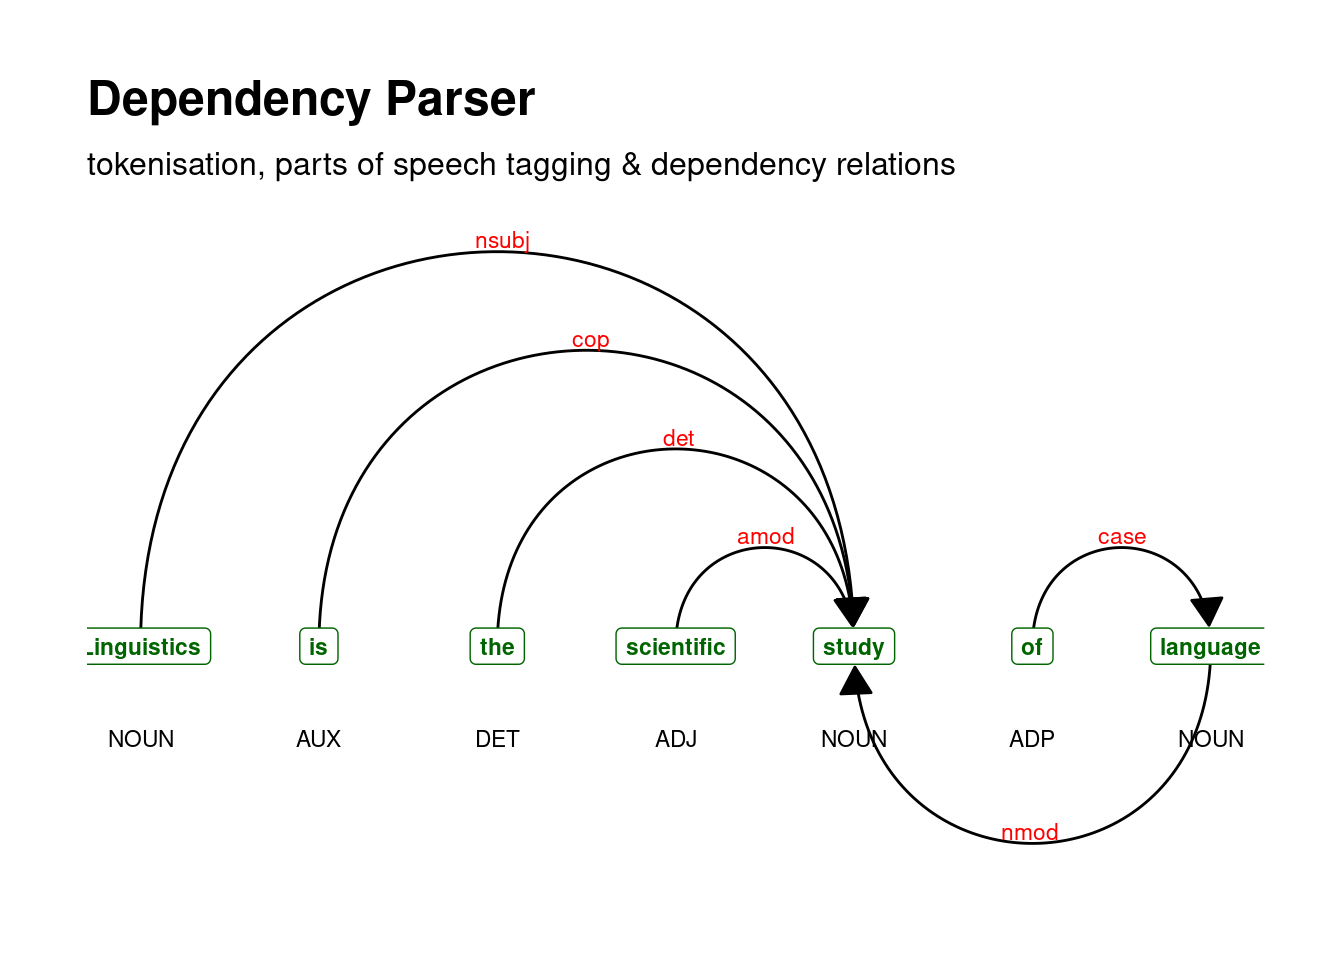 Dependency Parser
tokenisation, parts of speech tagging & dependency relations
nsubj
cop
det
amod case
Linguistics is the scientific study of language
NOUN AUX DET ADJ NOUN ADP NOUN
nmod